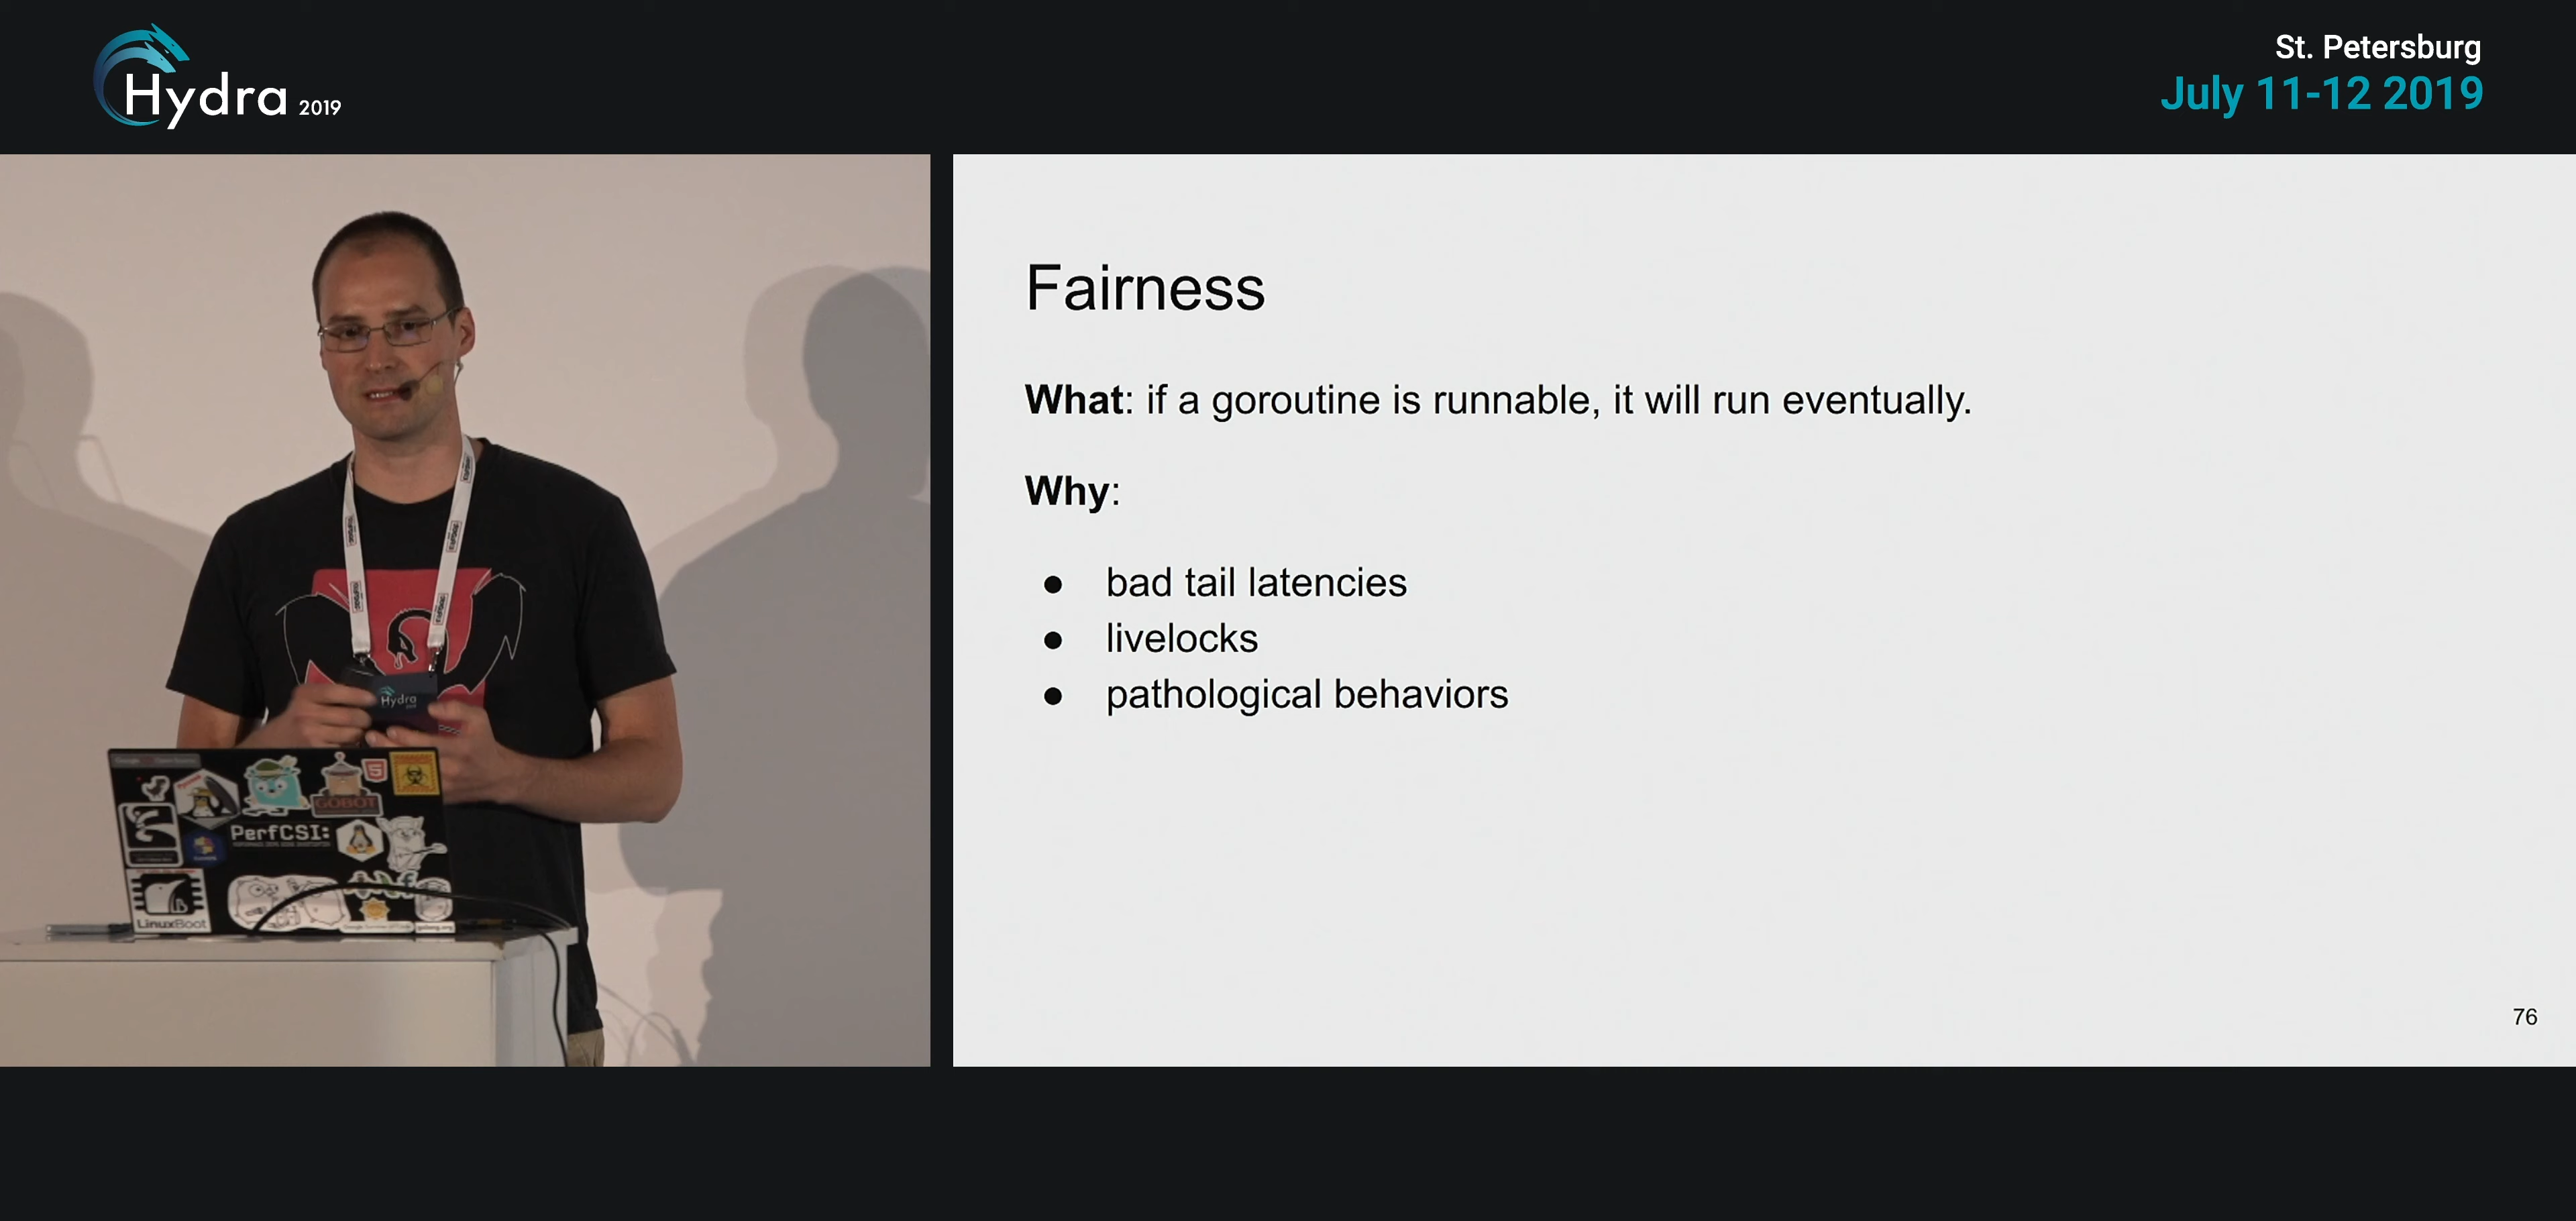 Hydra 2019
St. Petersburg
July 11-12 2019
Fairness
What: if a goroutine is runnable, it will run eventually.
Why:
● bad tail latencies
● livelocks
● pathological behaviors
76
Hydra
GOBOT
PerfCSI:
LinuxBoot